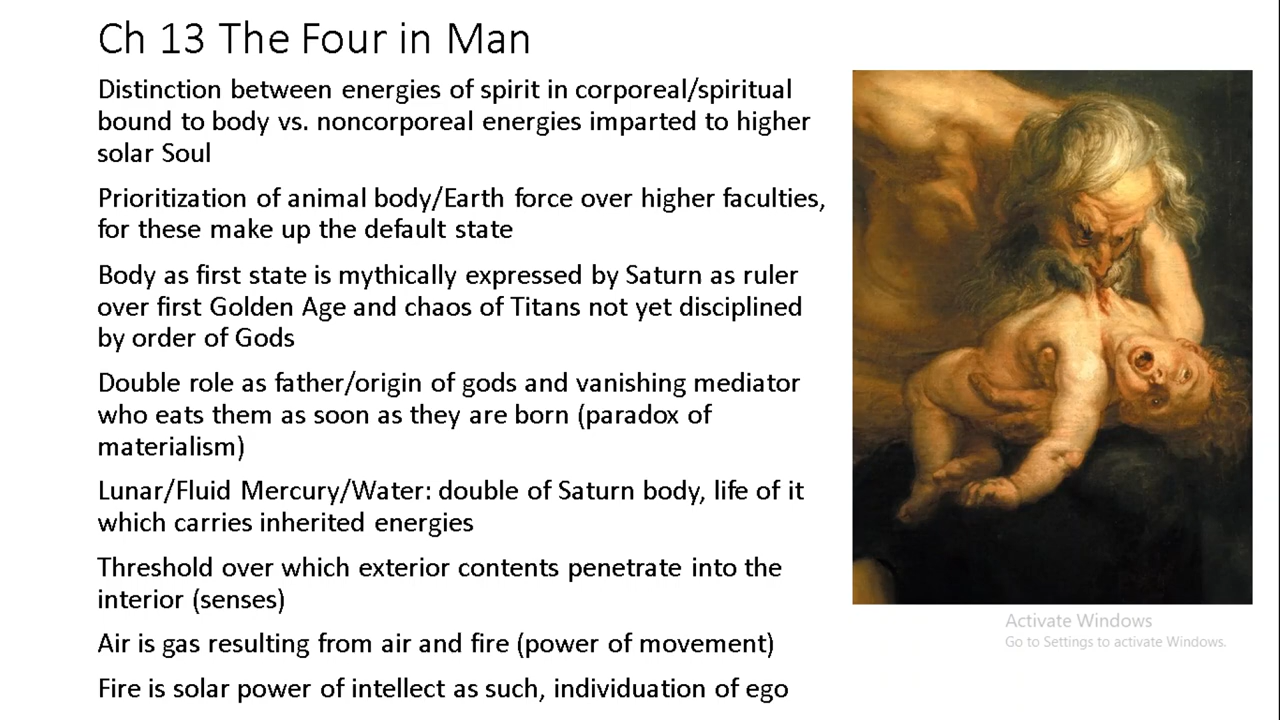 Ch 13 The Four in Man
Distinction between energies of spirit in corporeal/spiritual
bound to body vs. noncorporeal energies imparted to higher
solar Soul
Prioritization of animal body/Earth force over higher faculties,
for these make up the default state
Body as first state is mythically expressed by Saturn as ruler
over first Golden Age and chaos of Titans not yet disciplined
by order of Gods
Double role as father/origin of gods and vanishing mediator
who eats them as soon as they are born (paradox of
materialism)
Lunar/Fluid Mercury/Water: double of Saturn body, life of it
which carries inherited energies
Threshold over which exterior contents penetrate into the
interior (senses)
Air is gas resulting from air and fire (power of movement)
Fire is solar power of intellect as such, individuation of ego
Activate Windows
Go to Settings to activate Windows.